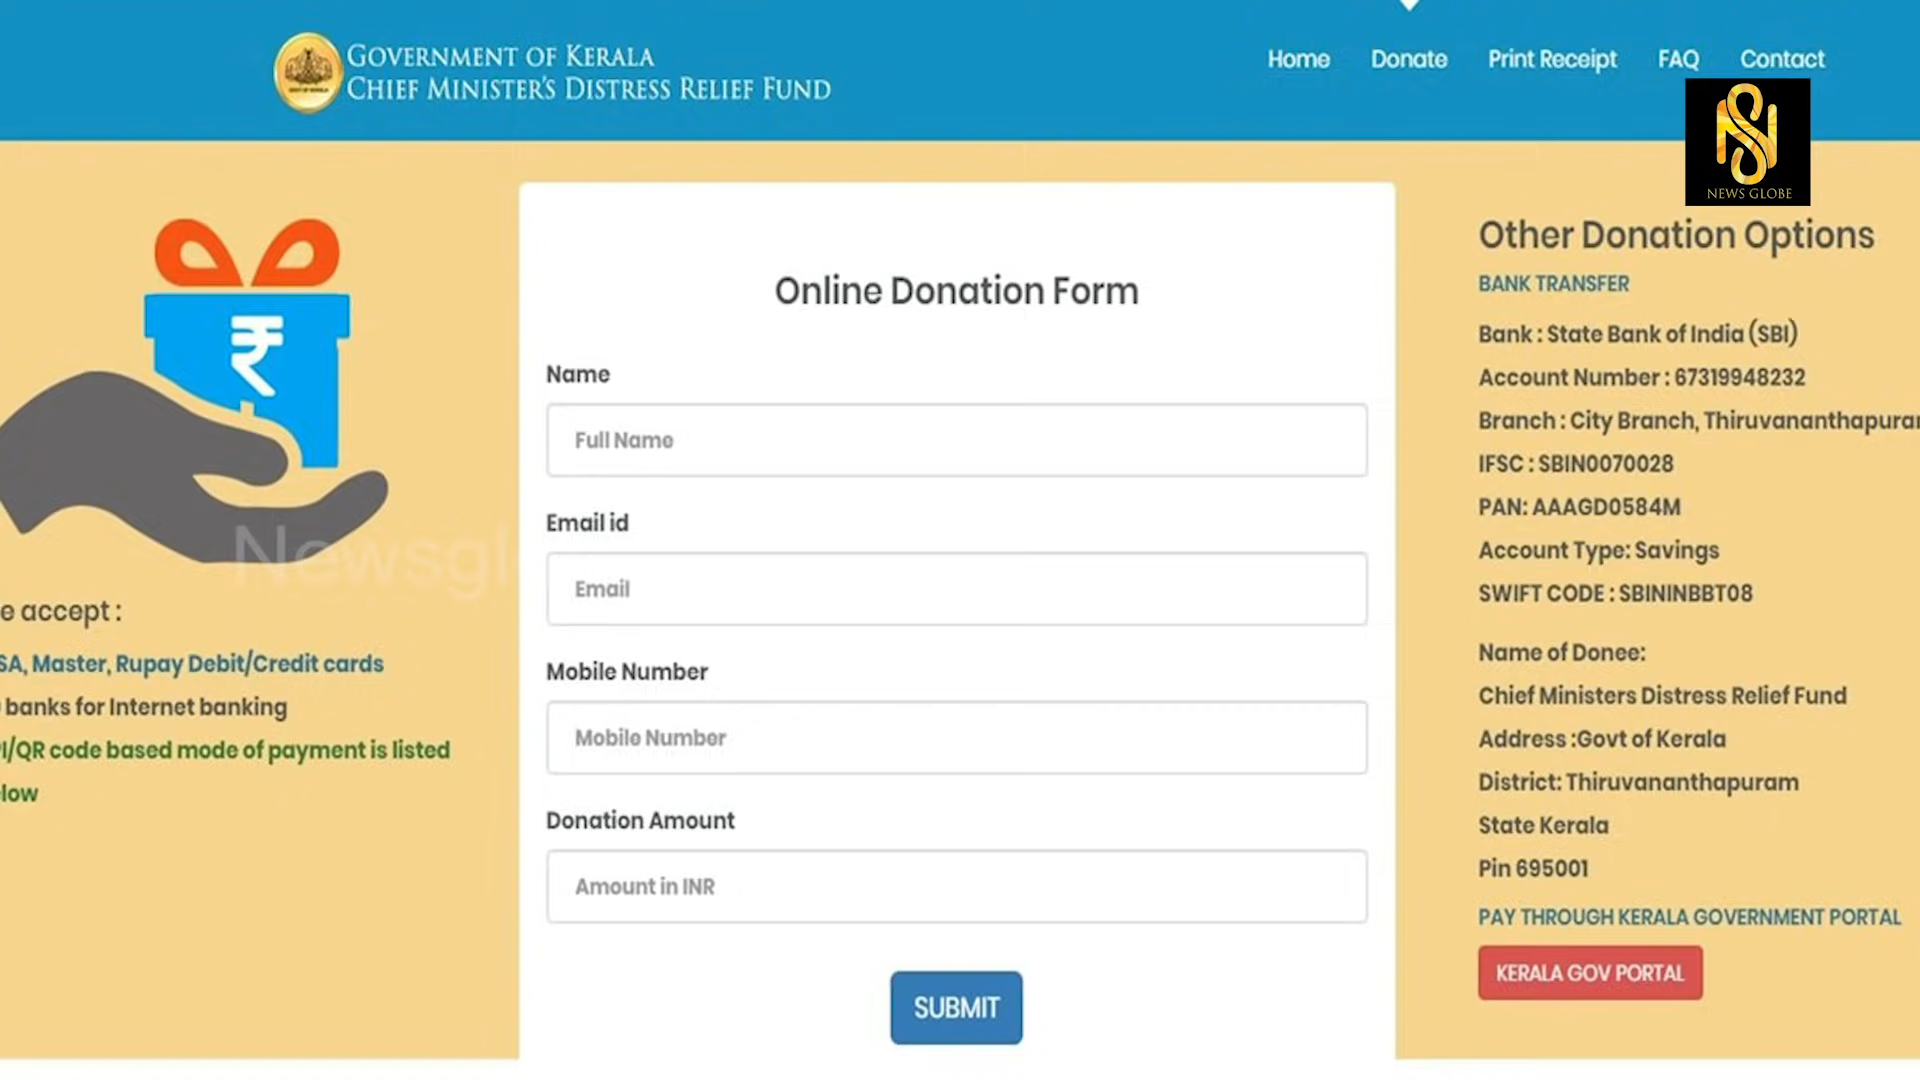 GOVERNMENT OF KERALA
CHIEF MINISTER'S DISTRESS RELIEF FUND
Home Donate Print Receipt FAQ Contact
NEWS GLOBE
₹
e accept :
SA, Master, Rupay Debit/Credit cards
banks for Internet banking
I/QR code based mode of payment is listed
low
Newsgl
Online Donation Form
Name
Full Name
Email id
Email
Mobile Number
Mobile Number
Donation Amount
Amount in INR
SUBMIT
Other Donation Options
BANK TRANSFER
Bank : State Bank of India (SBI)
Account Number : 67319948232
Branch : City Branch, Thiruvananthapura
IFSC : SBIN0070028
PAN: AAAGD0584M
Account Type: Savings
SWIFT CODE : SBININBBT08
Name of Donee:
Chief Ministers Distress Relief Fund
Address :Govt of Kerala
District: Thiruvananthapuram
State Kerala
Pin 695001
PAY THROUGH KERALA GOVERNMENT PORTAL
KERALA GOV PORTAL